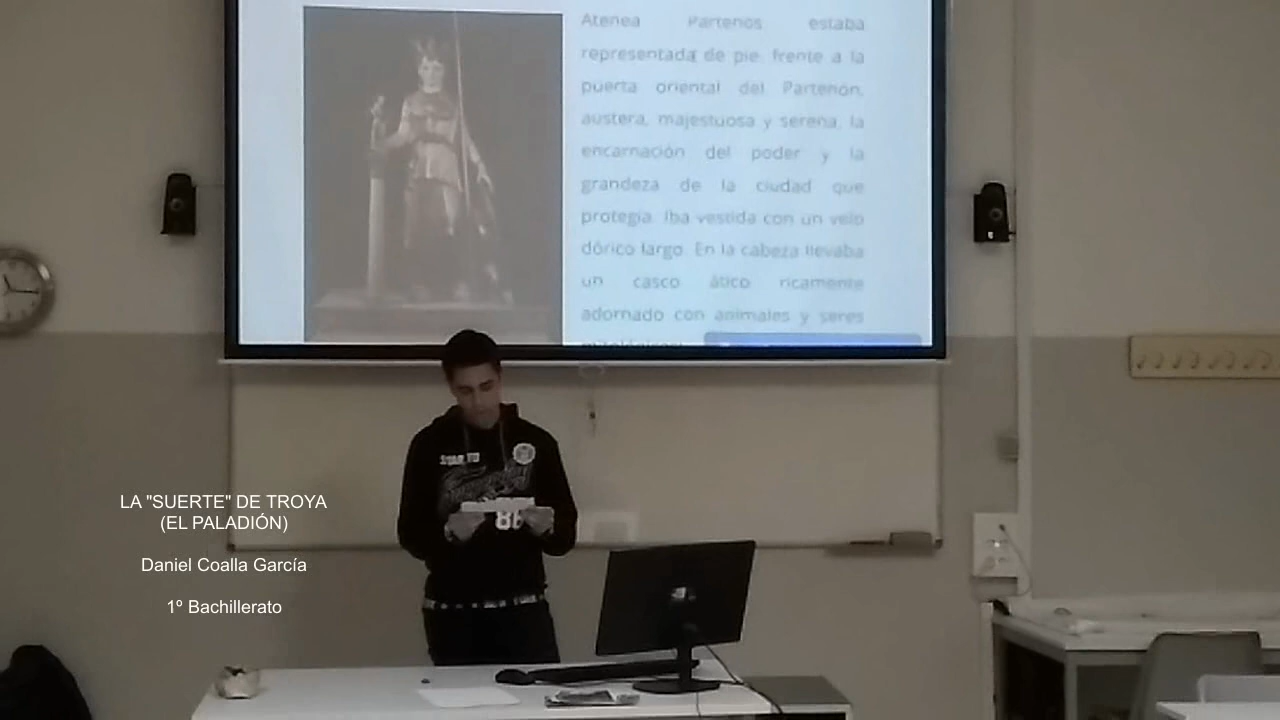 Atenea Partenos estaba
representada de pie, frente a la
puerta oriental del Partenón,
austera, majestuosa y serena, la
encarnación del poder y la
grandeza de la ciudad que
protegía. Iba vestida con un velo
dórico largo. En la cabeza llevaba
un casco ático ricamente
adornado con animales y seres
LA "SUERTE" DE TROYA
(EL PALADIÓN)
Daniel Coalla García
1º Bachillerato